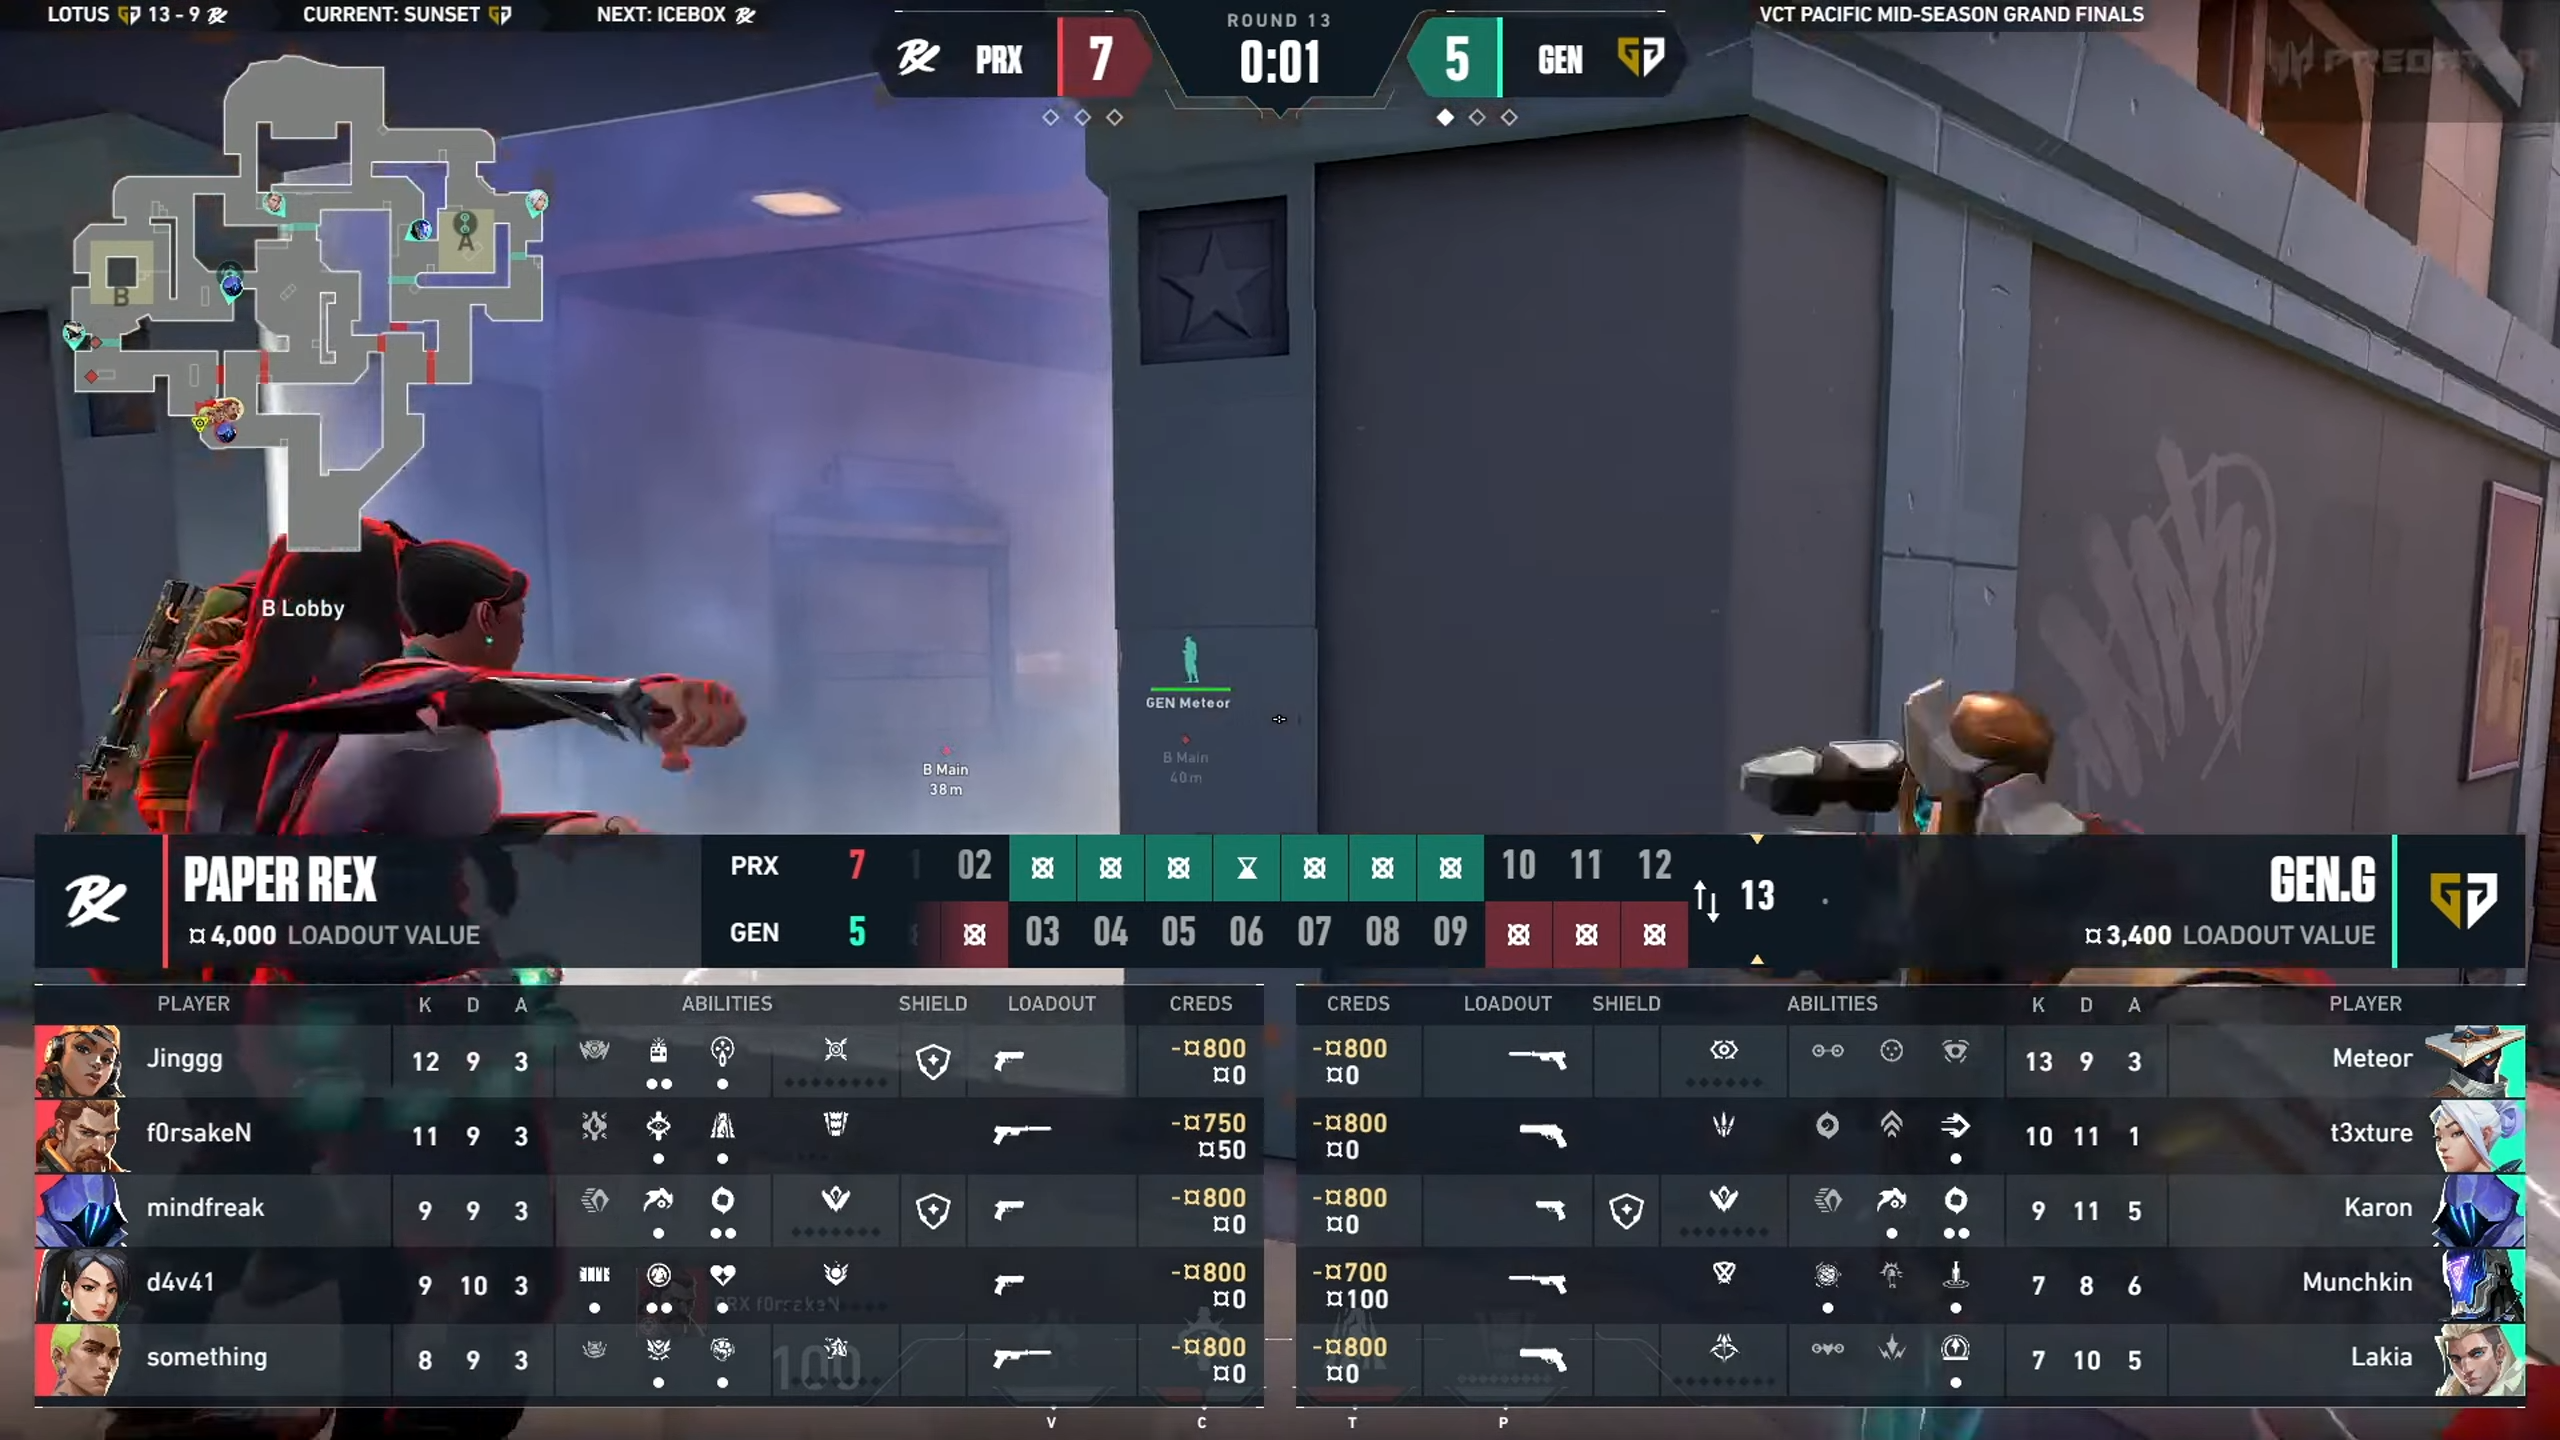 LOTUS 13 - 9
CURRENT: SUNSET
NEXT: ICEBOX
PRX 7
ROUND 13
0:01
5 GEN
VCT PACIFIC MID-SEASON GRAND FINALS
A
B
B Lobby
GEN Meteor
B Main
40m
B Main
38m
PAPER REX
¤4,000 LOADOUT VALUE
PRX 7 1 02 10 11 12
GEN 5 03 04 05 06 07 08 09
13
GEN.G
¤3,400 LOADOUT VALUE
PLAYER K D A ABILITIES SHIELD LOADOUT CREDS
Jinggg 12 9 3 -¤800
¤0
f0rsakeN 11 9 3 -¤750
¤50
mindfreak 9 9 3 -¤800
¤0
d4v41 9 10 3 -¤800
¤0
PRX f0rsakeN
something 8 9 3 -¤800
¤0
100
CREDS LOADOUT SHIELD ABILITIES K D A PLAYER
-¤800 13 9 3 Meteor
¤0
-¤800 10 11 1 t3xture
¤0
-¤800 9 11 5 Karon
¤0
-¤700 7 8 6 Munchkin
¤100
-¤800 7 10 5 Lakia
¤0
V C T P